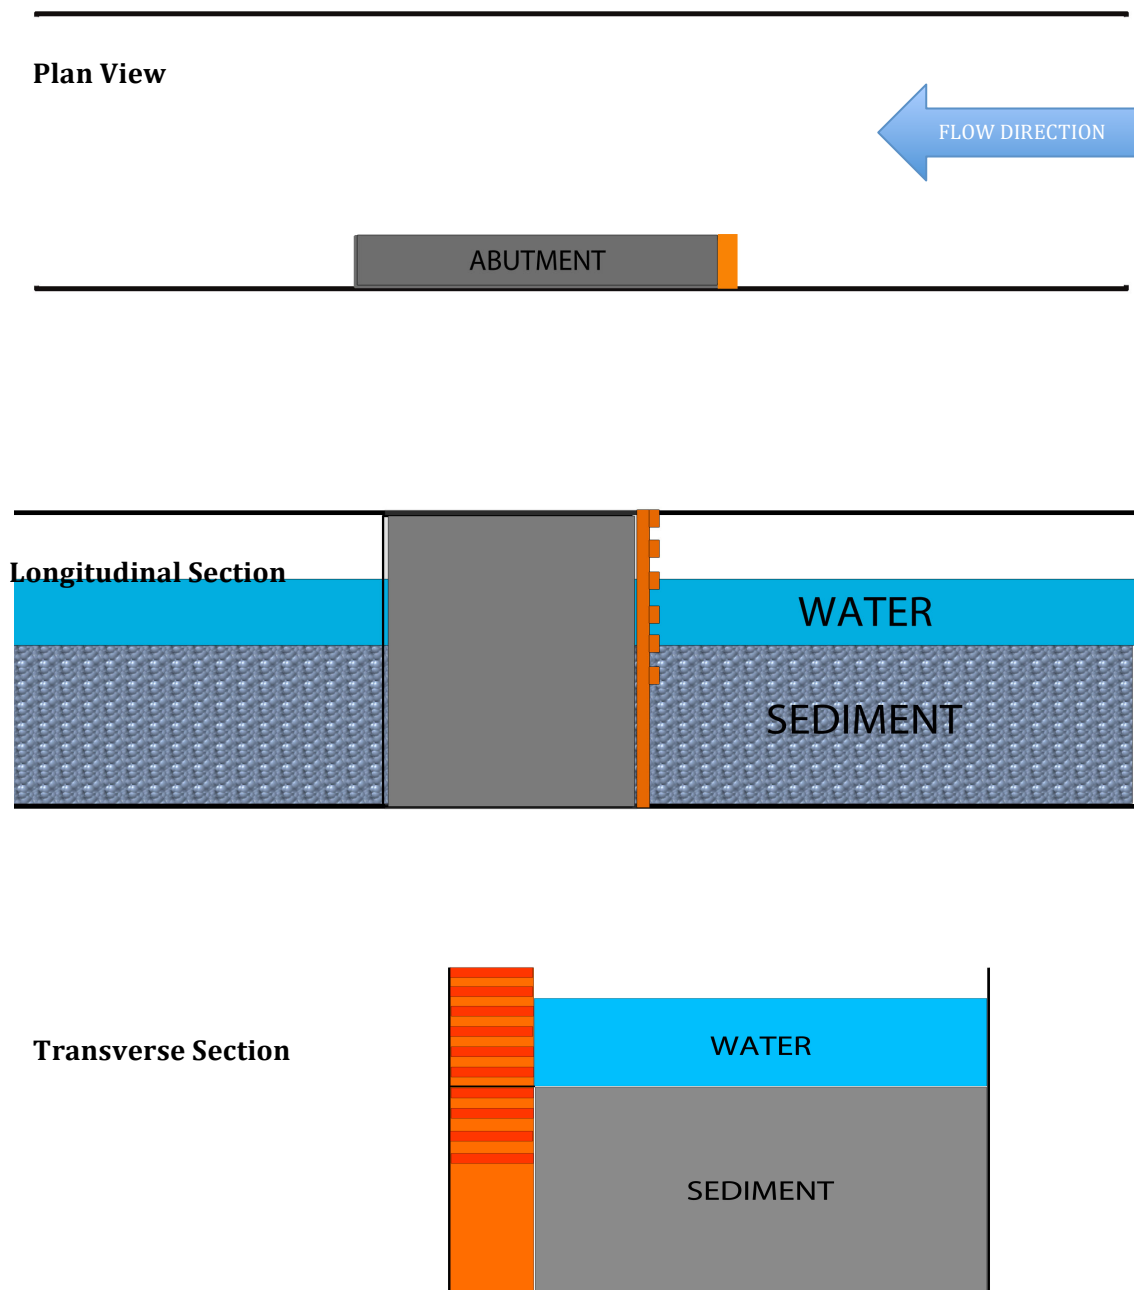 Plan View
FLOW DIRECTION
ABUTMENT
Longitudinal Section
WATER
SEDIMENT
Transverse Section
WATER
SEDIMENT